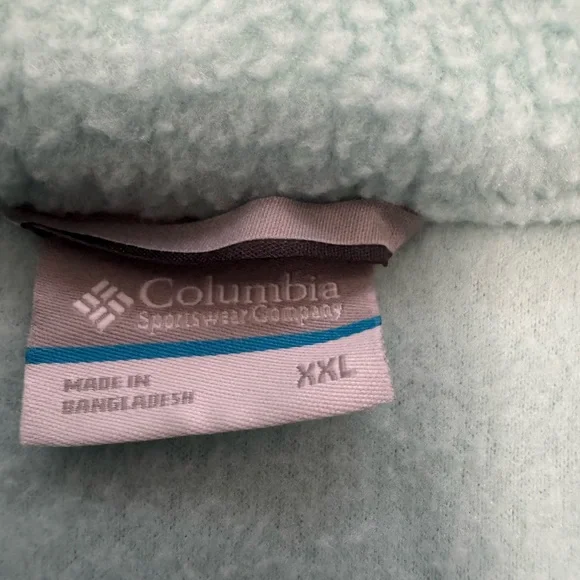 Columbia
Sportswear Company
MADE IN
BANGLADESH
XXL